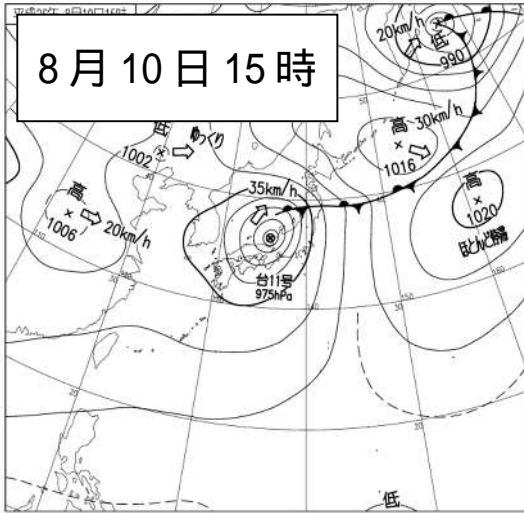 8月10日15時
20km/h
低
990
高
30km/h
1016
低
1002
ゆっくり
高
1020
ほとんど停滞
高
1006
20km/h
35km/h
台11号
975hPa
低